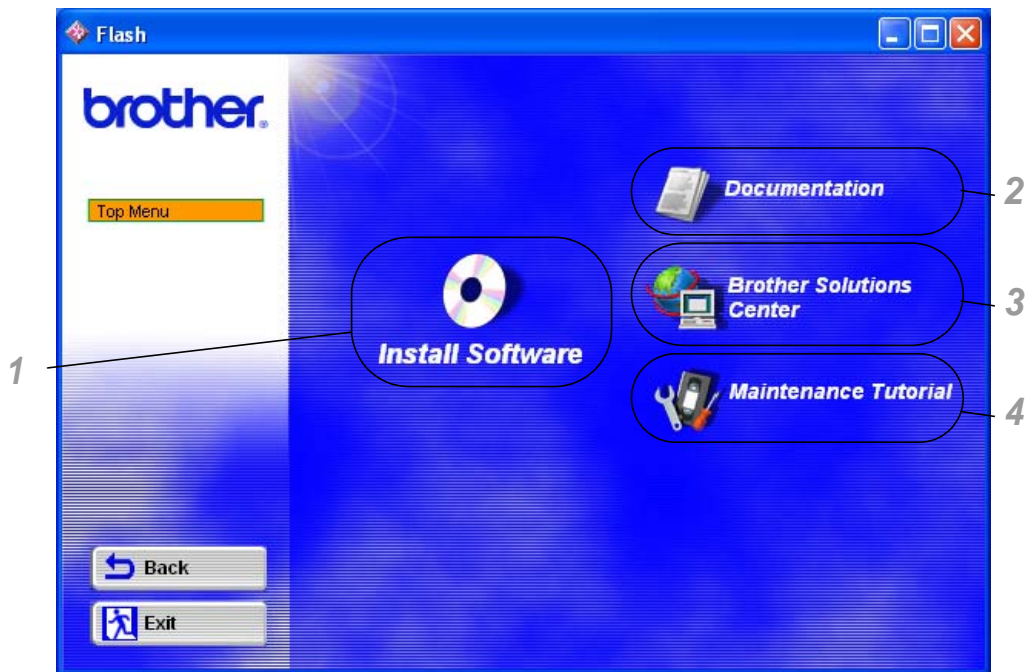 Flash
brother®
Top Menu
1
Install Software
Documentation
2
Brother Solutions
Center
3
Maintenance Tutorial
4
Back
Exit